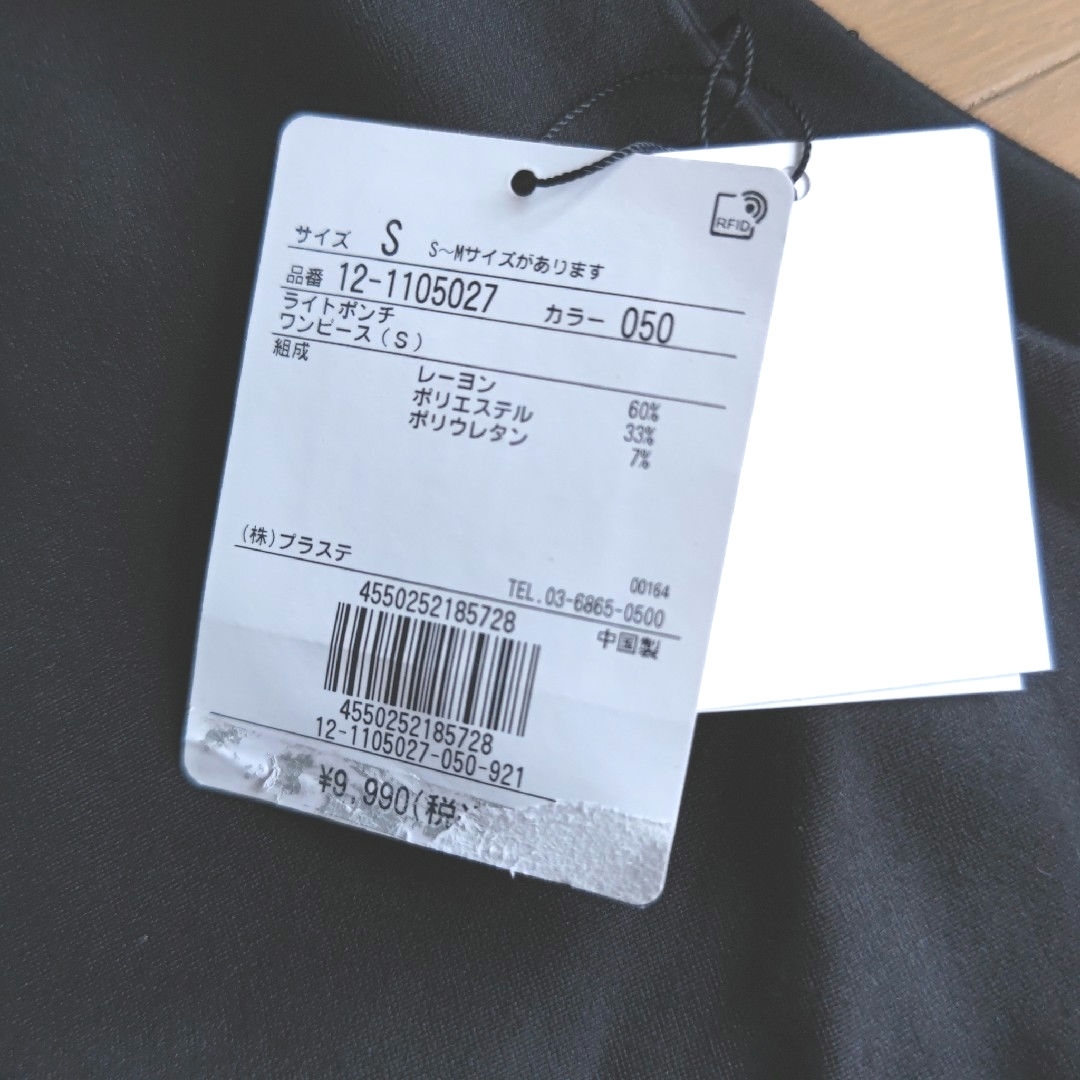 RFID
サイズ S S~Mサイズがあります
品番 12-1105027 カラー 050
ライトポンチ
ワンピース(S)
組成
レーヨン 60%
ポリエステル 33%
ポリウレタン 7%
(株)プラステ
00164
TEL.03-6865-0500
中国製
4550252185728
4550252185728
12-1105027-050-921
¥9,990(税